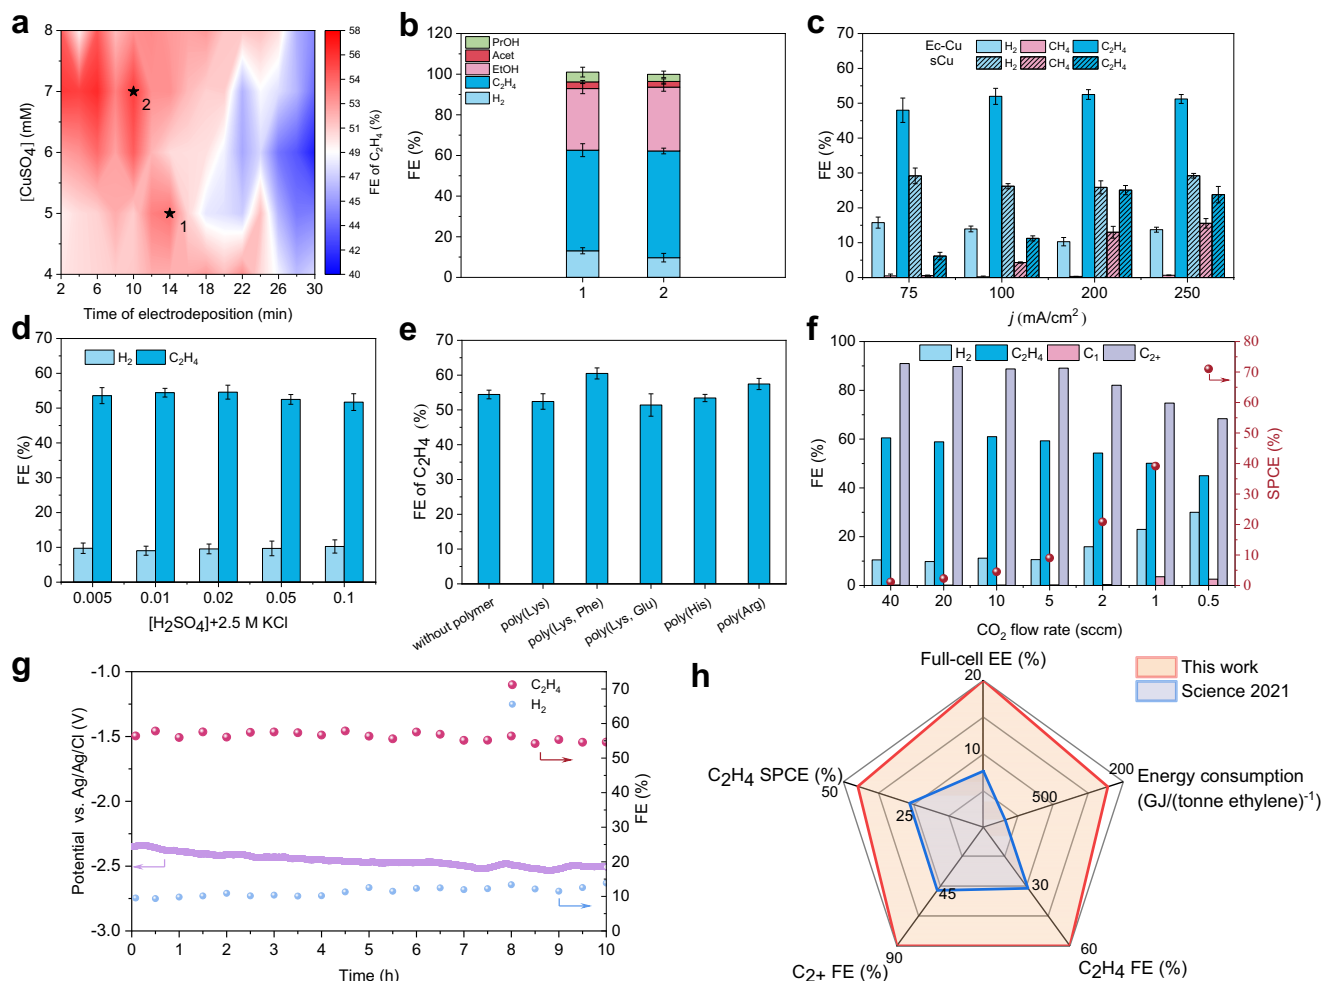 a
8
7
6
5
4
[CuSO₄] (mM)
2
1
2 6 10 14 18 22 26 30
Time of electrodeposition (min)
58
56
55
53
51
49
47
45
44
42
40
FE of C₂H₄ (%)
b
120
100
80
60
40
20
0
FE (%)
PrOH
Acet
EtOH
C₂H₄
H₂
1 2
c
70
60
50
40
30
20
10
0
FE (%)
Ec-Cu H₂ CH₄ C₂H₄
sCu H₂ CH₄ C₂H₄
75 100 200 250
j (mA/cm²)
d
70
60
50
40
30
20
10
0
FE (%)
H₂ C₂H₄
0.005 0.01 0.02 0.05 0.1
[H₂SO₄]+2.5 M KCl
e
70
60
50
40
30
20
10
0
FE of C₂H₄ (%)
without polymer
poly(Lys)
poly(Lys, Phe)
poly(Lys, Glu)
poly(His)
poly(Arg)
f
100
80
60
40
20
0
FE (%)
H₂ C₂H₄ C₁ C₂₊
80
70
60
50
40
30
20
10
0
SPCE (%)
40 20 10 5 2 1 0.5
CO₂ flow rate (sccm)
g
-1.0
-1.5
-2.0
-2.5
-3.0
Potential vs. Ag/Ag/Cl (V)
C₂H₄
H₂
70
60
50
40
30
20
10
0
FE (%)
0 1 2 3 4 5 6 7 8 9 10
Time (h)
h
Full-cell EE (%)
20
10
This work
Science 2021
C₂H₄ SPCE (%)
50
25
200
500
Energy consumption
(GJ/(tonne ethylene)⁻¹)
45
30
90
60
C₂+ FE (%)
C₂H₄ FE (%)